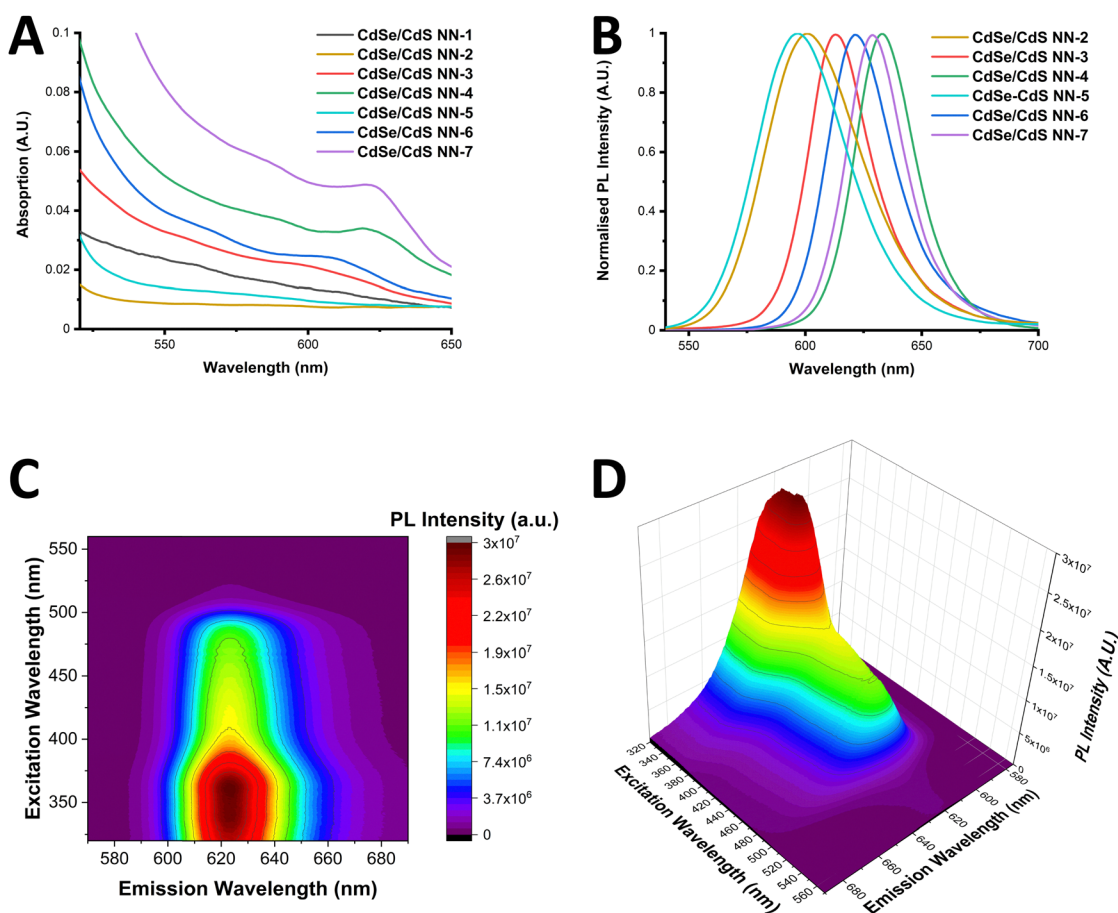 A
Absoprtion (A.U.)
0.1
0.08
0.06
0.04
0.02
0
550
600
650
Wavelength (nm)
CdSe/CdS NN-1
CdSe/CdS NN-2
CdSe/CdS NN-3
CdSe/CdS NN-4
CdSe/CdS NN-5
CdSe/CdS NN-6
CdSe/CdS NN-7
B
Normalised PL Intensity (A.U.)
1
0.8
0.6
0.4
0.2
0
550
600
650
700
Wavelength (nm)
CdSe/CdS NN-2
CdSe/CdS NN-3
CdSe/CdS NN-4
CdSe-CdS NN-5
CdSe/CdS NN-6
CdSe/CdS NN-7
C
Excitation Wavelength (nm)
550
500
450
400
350
580
600
620
640
660
680
Emission Wavelength (nm)
PL Intensity (a.u.)
3x10⁷
2.6x10⁷
2.2x10⁷
1.9x10⁷
1.5x10⁷
1.1x10⁷
7.4x10⁶
3.7x10⁶
0
D
3x10⁷
2.5x10⁷
2x10⁷
1.5x10⁷
1x10⁷
5x10⁶
0
PL Intensity (A.U.)
320
340
360
380
400
420
440
460
480
500
520
540
560
Excitation Wavelength (nm)
580
600
620
640
660
680
Emission Wavelength (nm)